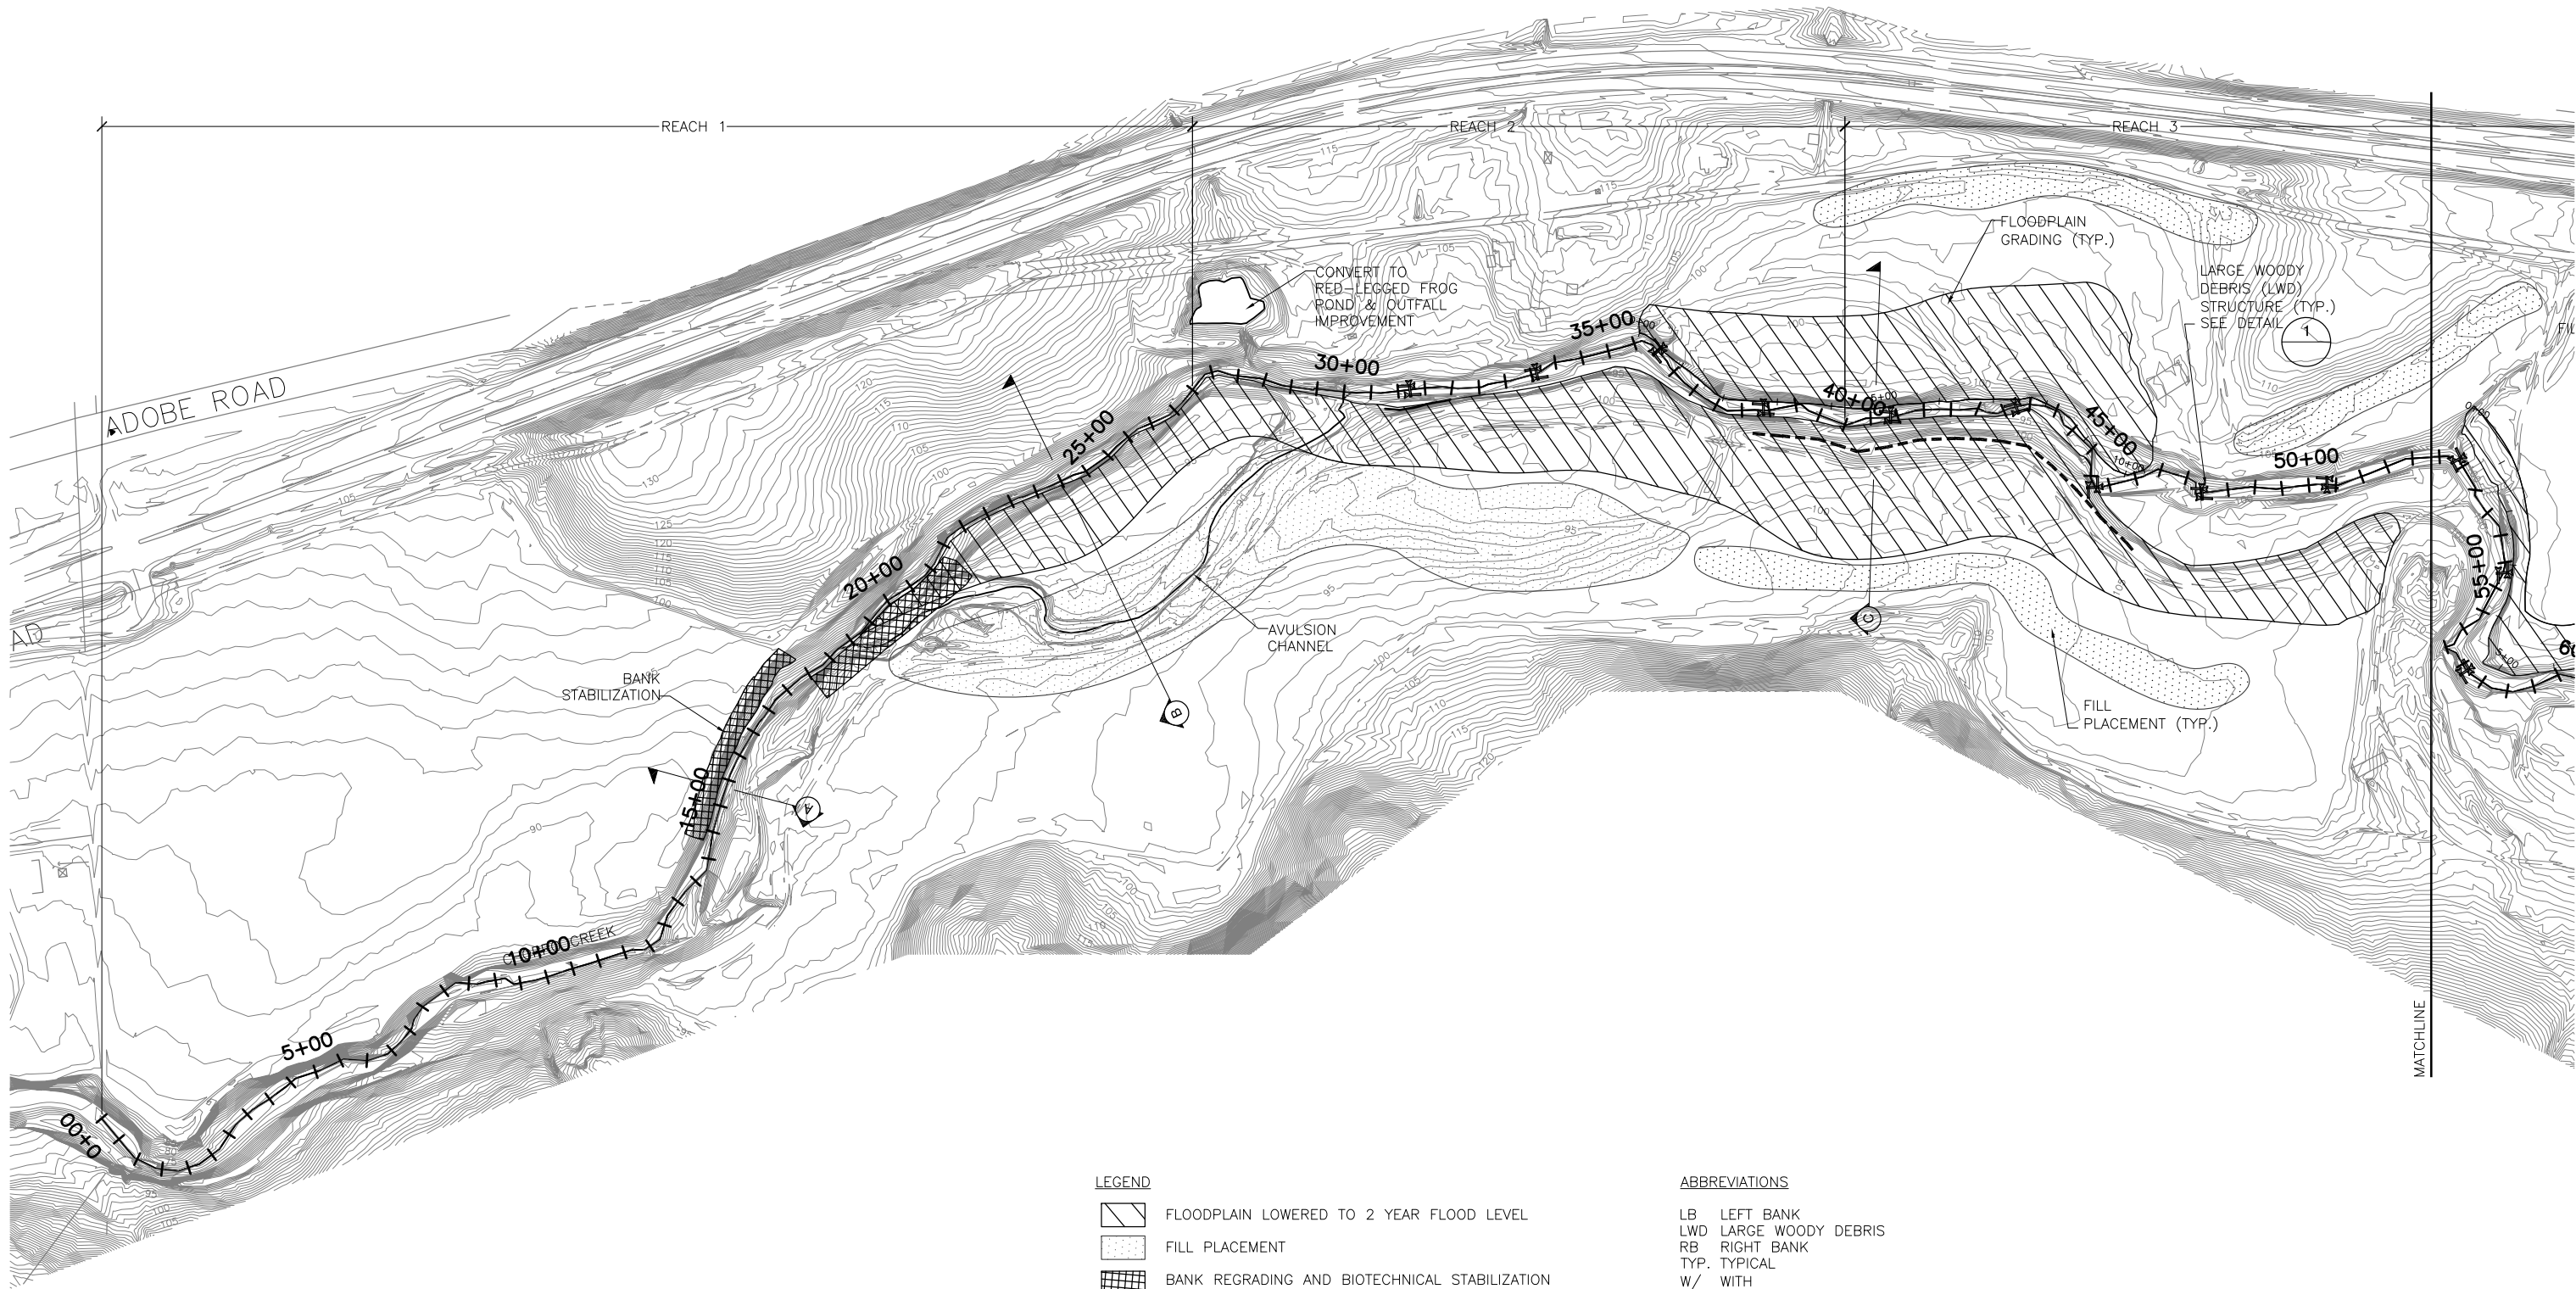 REACH 1
REACH 2
REACH 3
ADOBE ROAD
CONVERT TO
RED-LEGGED FROG
POND & OUTFALL
IMPROVEMENT
FLOODPLAIN
GRADING (TYP.)
LARGE WOODY
DEBRIS (LWD)
STRUCTURE (TYP.)
SEE DETAIL
1
BANK
STABILIZATION
AVULSION
CHANNEL
FILL
PLACEMENT (TYP.)
MATCHLINE
CREEK
0+00
5+00
10+00
15+00
20+00
25+00
30+00
35+00
40+00
45+00
50+00
55+00
A
B
C
LEGEND
FLOODPLAIN LOWERED TO 2 YEAR FLOOD LEVEL
FILL PLACEMENT
BANK REGRADING AND BIOTECHNICAL STABILIZATION
ABBREVIATIONS
LB LEFT BANK
LWD LARGE WOODY DEBRIS
RB RIGHT BANK
TYP. TYPICAL
W/ WITH